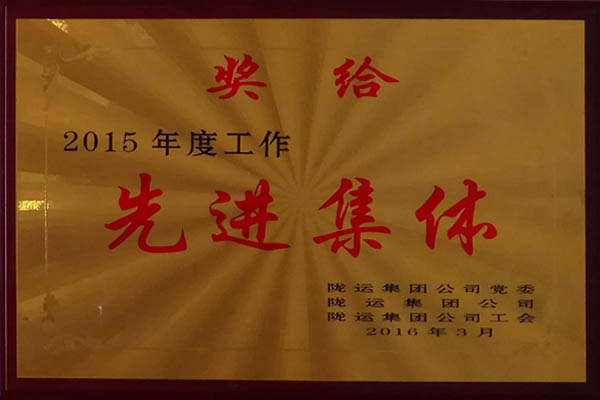 奖给
2015年度工作
先进集体
陇运集团公司党委
陇运集团公司
陇运集团公司工会
2016年3月